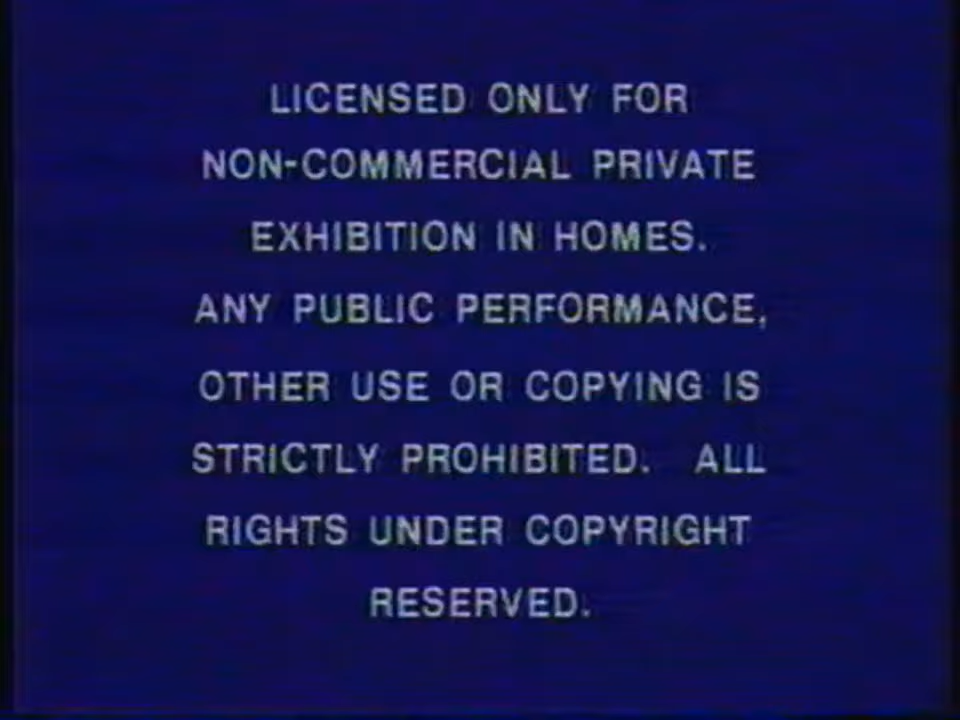 LICENSED ONLY FOR
NON-COMMERCIAL PRIVATE
EXHIBITION IN HOMES.
ANY PUBLIC PERFORMANCE,
OTHER USE OR COPYING IS
STRICTLY PROHIBITED. ALL
RIGHTS UNDER COPYRIGHT
RESERVED.